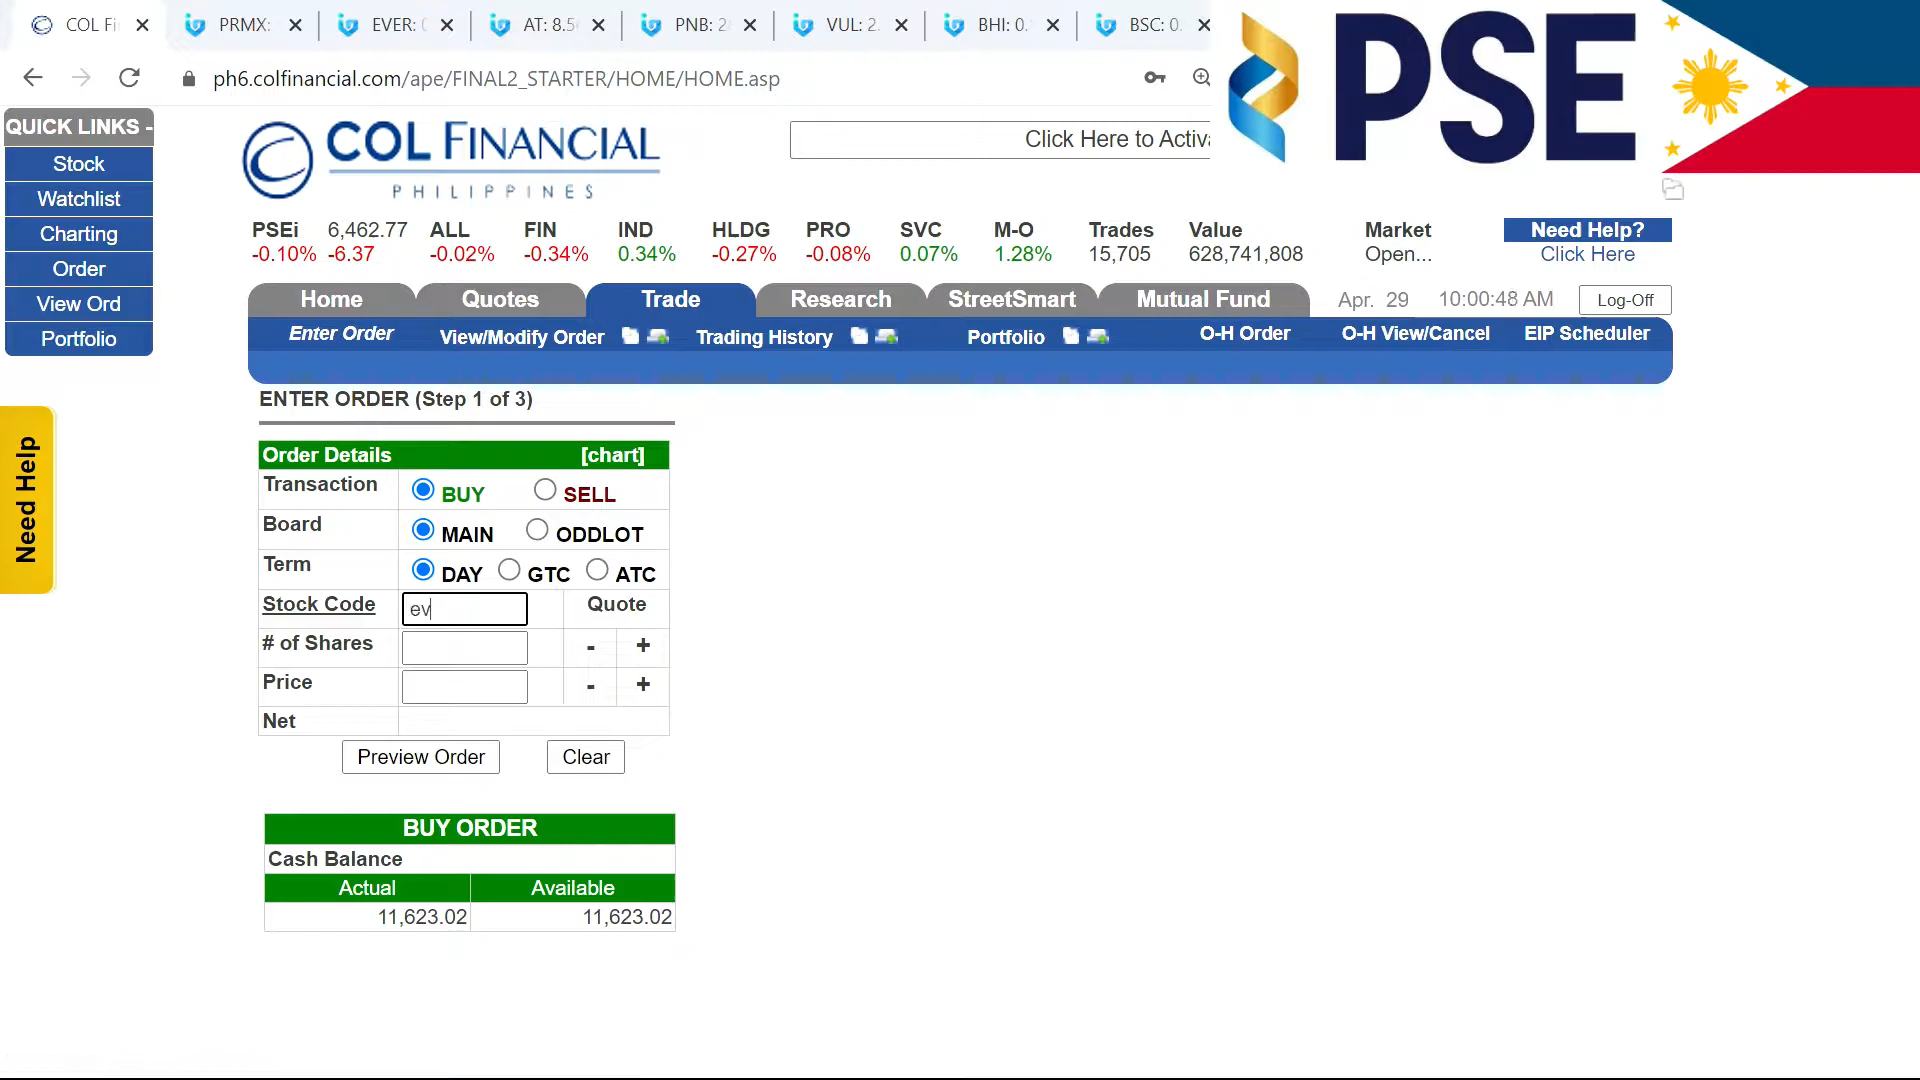 COL Fi
PRMX:
EVER: 0
AT: 8.5
PNB: 2
VUL: 2.
BHI: 0.
BSC: 0.
ph6.colfinancial.com/ape/FINAL2_STARTER/HOME/HOME.asp
PSE
QUICK LINKS -
Stock
Watchlist
Charting
Order
View Ord
Portfolio
Need Help
COL FINANCIAL
PHILIPPINES
Click Here to Activa
PSEi 6,462.77 ALL FIN IND HLDG PRO SVC M-O Trades Value Market Need Help?
-0.10% -6.37 -0.02% -0.34% 0.34% -0.27% -0.08% 0.07% 1.28% 15,705 628,741,808 Open... Click Here
Home Quotes Trade Research StreetSmart Mutual Fund Apr. 29 10:00:48 AM Log-Off
Enter Order View/Modify Order Trading History Portfolio O-H Order O-H View/Cancel EIP Scheduler
ENTER ORDER (Step 1 of 3)
Order Details [chart]
Transaction BUY SELL
Board MAIN ODDLOT
Term DAY GTC ATC
Stock Code ev Quote
# of Shares - +
Price - +
Net
Preview Order Clear
BUY ORDER
Cash Balance
Actual Available
11,623.02 11,623.02